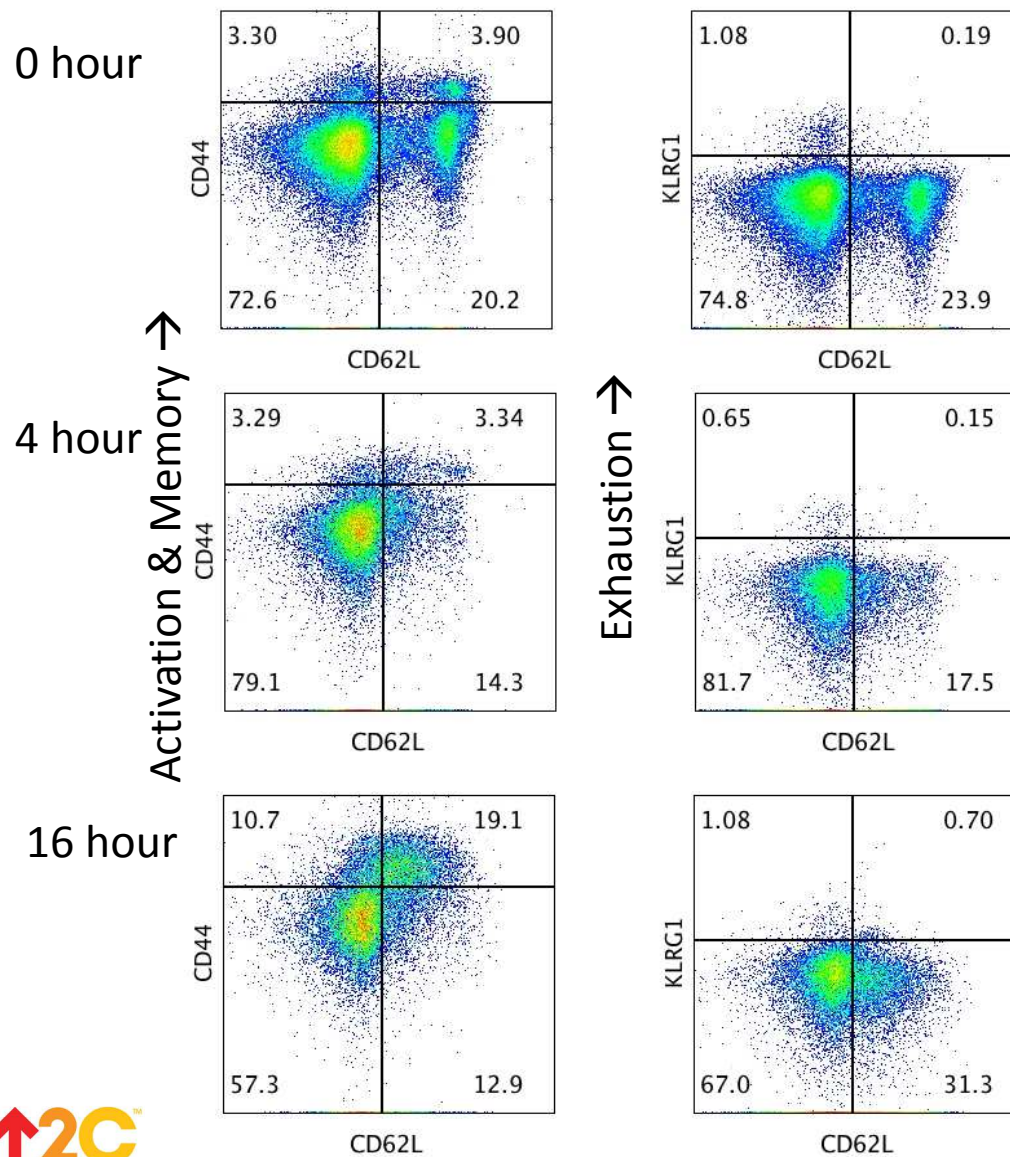 0 hour
3.30 3.90
CD44
72.6 20.2
CD62L
1.08 0.19
KLRG1
74.8 23.9
CD62L
Activation & Memory →
Exhaustion →
4 hour
3.29 3.34
CD44
79.1 14.3
CD62L
0.65 0.15
KLRG1
81.7 17.5
CD62L
16 hour
10.7 19.1
CD44
57.3 12.9
CD62L
1.08 0.70
KLRG1
67.0 31.3
CD62L
↑2C™